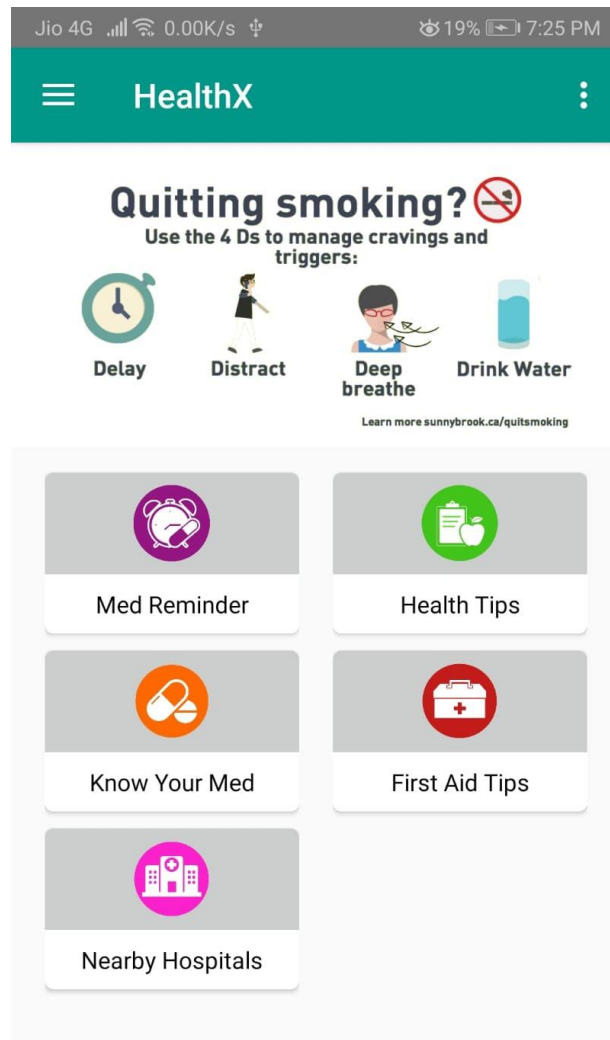 Jio 4G 0.00K/s 19% 7:25 PM
HealthX
Quitting smoking?
Use the 4 Ds to manage cravings and
triggers:
Delay Distract Deep breathe Drink Water
Learn more sunnybrook.ca/quitsmoking
Med Reminder Health Tips
Know Your Med First Aid Tips
Nearby Hospitals